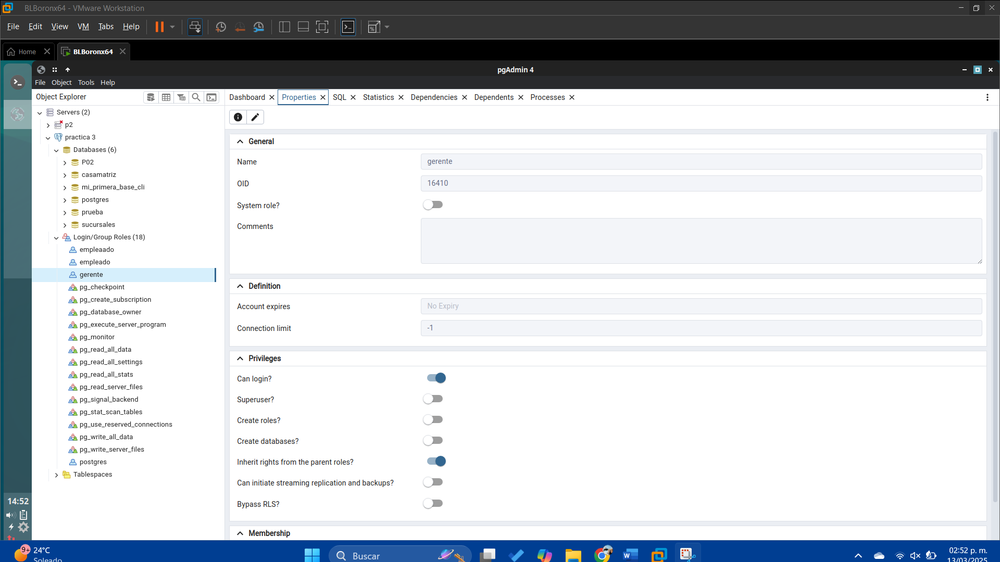 BLBoronx64 - VMware Workstation
File Edit View VM Tabs Help
Home BLBoronx64
pgAdmin 4
File Object Tools Help
Object Explorer
Dashboard Properties SQL Statistics Dependencies Dependents Processes
Servers (2)
p2
practica 3
Databases (6)
P02
casamatriz
mi_primera_base_cli
postgres
prueba
sucursales
Login/Group Roles (18)
empleaado
empleado
gerente
pg_checkpoint
pg_create_subscription
pg_database_owner
pg_execute_server_program
pg_monitor
pg_read_all_data
pg_read_all_settings
pg_read_all_stats
pg_read_server_files
pg_signal_backend
pg_stat_scan_tables
pg_use_reserved_connections
pg_write_all_data
pg_write_server_files
postgres
Tablespaces
General
Name gerente
OID 16410
System role?
Comments
Definition
Account expires No Expiry
Connection limit -1
Privileges
Can login?
Superuser?
Create roles?
Create databases?
Inherit rights from the parent roles?
Can initiate streaming replication and backups?
Bypass RLS?
Membership
14:52
9+ 24°C
Soleado
Buscar
02:52 p. m.
13/03/2025